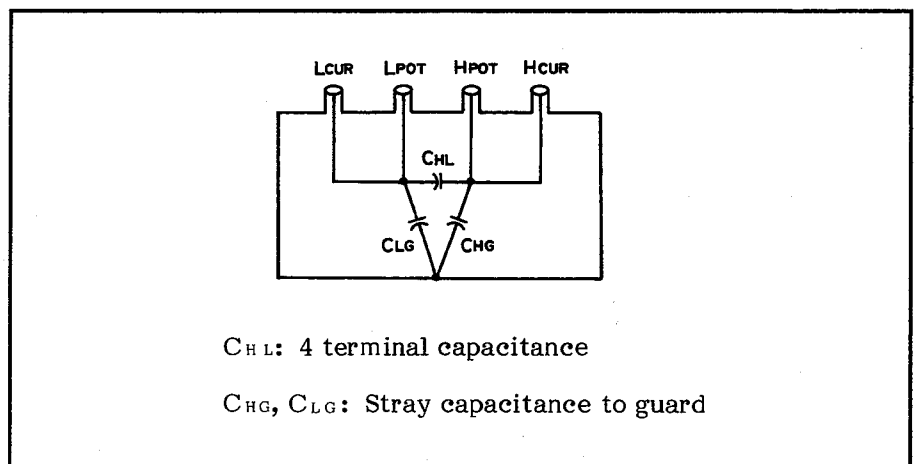 LCUR LPOT HPOT HCUR
CHL
CLG CHG
CHL: 4 terminal capacitance
CHG, CLG: Stray capacitance to guard